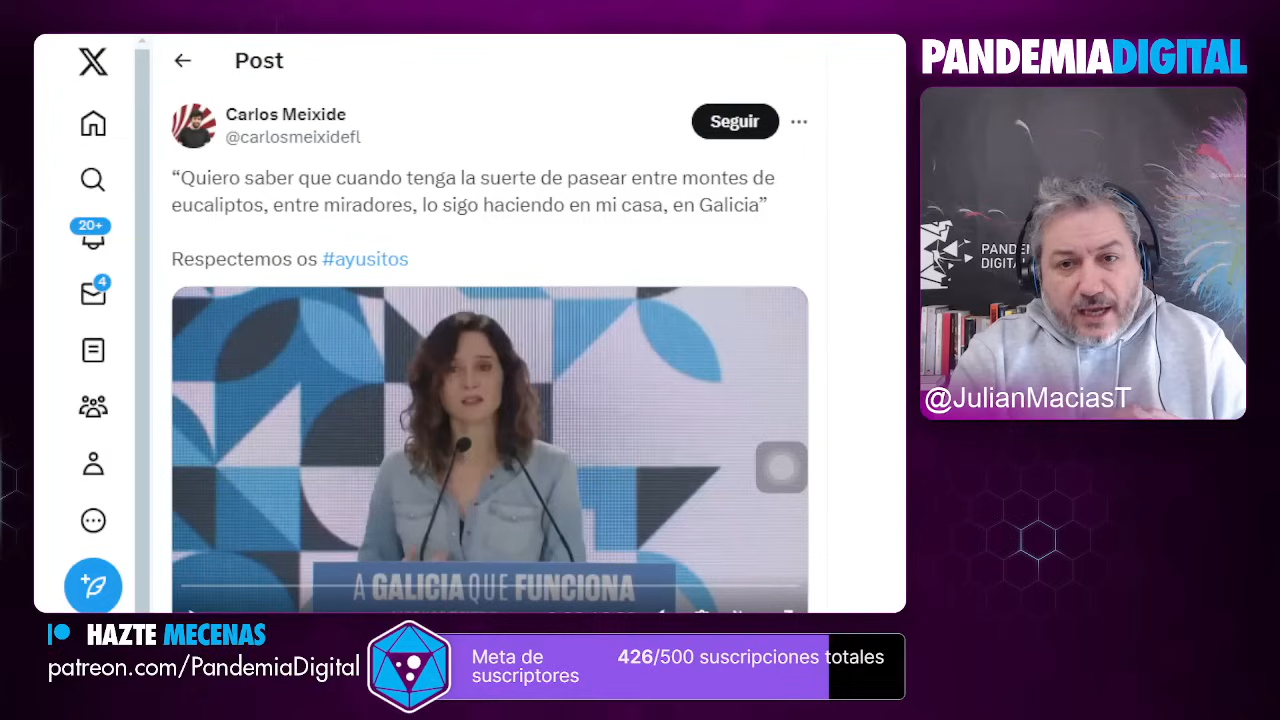 Post
Carlos Meixide
@carlosmeixidefl
Seguir
“Quiero saber que cuando tenga la suerte de pasear entre montes de
eucaliptos, entre miradores, lo sigo haciendo en mi casa, en Galicia”
Respectemos os #ayusitos
20+
4
A GALICIA QUE FUNCIONA
PANDEMIADIGITAL
@JulianMaciasT
HAZTE MECENAS
patreon.com/PandemiaDigital
Meta de
suscriptores
426/500 suscripciones totales